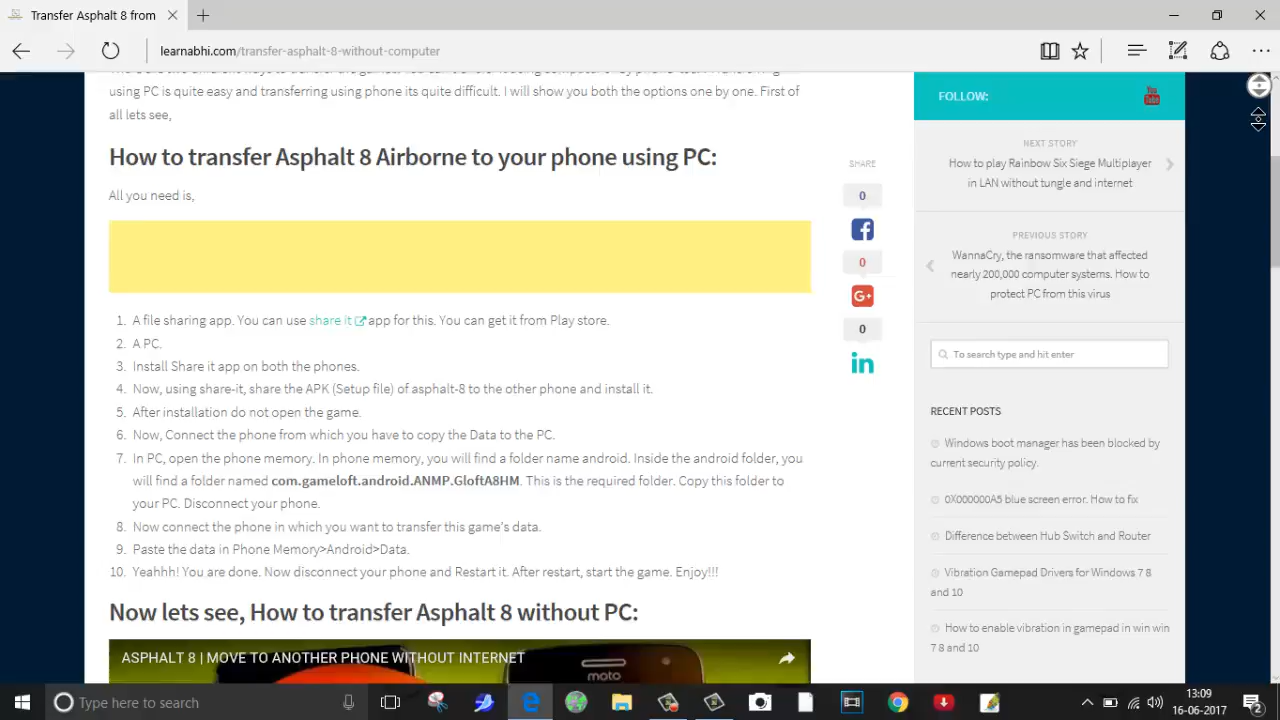 Transfer Asphalt 8 from
learnabhi.com/transfer-asphalt-8-without-computer
using PC is quite easy and transferring using phone its quite difficult. I will show you both the options one by one. First of
all lets see,
How to transfer Asphalt 8 Airborne to your phone using PC:
All you need is,
1. A file sharing app. You can use share it app for this. You can get it from Play store.
2. A PC.
3. Install Share it app on both the phones.
4. Now, using share-it, share the APK (Setup file) of asphalt-8 to the other phone and install it.
5. After installation do not open the game.
6. Now, Connect the phone from which you have to copy the Data to the PC.
7. In PC, open the phone memory. In phone memory, you will find a folder name android. Inside the android folder, you
will find a folder named com.gameloft.android.ANMP.GloftA8HM. This is the required folder. Copy this folder to
your PC. Disconnect your phone.
8. Now connect the phone in which you want to transfer this game's data.
9. Paste the data in Phone Memory>Android>Data.
10. Yeahhh! You are done. Now disconnect your phone and Restart it. After restart, start the game. Enjoy!!!
Now lets see, How to transfer Asphalt 8 without PC:
ASPHALT 8 | MOVE TO ANOTHER PHONE WITHOUT INTERNET
moto
SHARE
0
0
G+
0
in
FOLLOW:
You
Tube
NEXT STORY
How to play Rainbow Six Siege Multiplayer
in LAN without tungle and internet
PREVIOUS STORY
WannaCry, the ransomware that affected
nearly 200,000 computer systems. How to
protect PC from this virus
To search type and hit enter
RECENT POSTS
Windows boot manager has been blocked by
current security policy.
0X000000A5 blue screen error. How to fix
Difference between Hub Switch and Router
Vibration Gamepad Drivers for Windows 7 8
and 10
How to enable vibration in gamepad in win win
7 8 and 10
Type here to search
13:09
16-06-2017
2